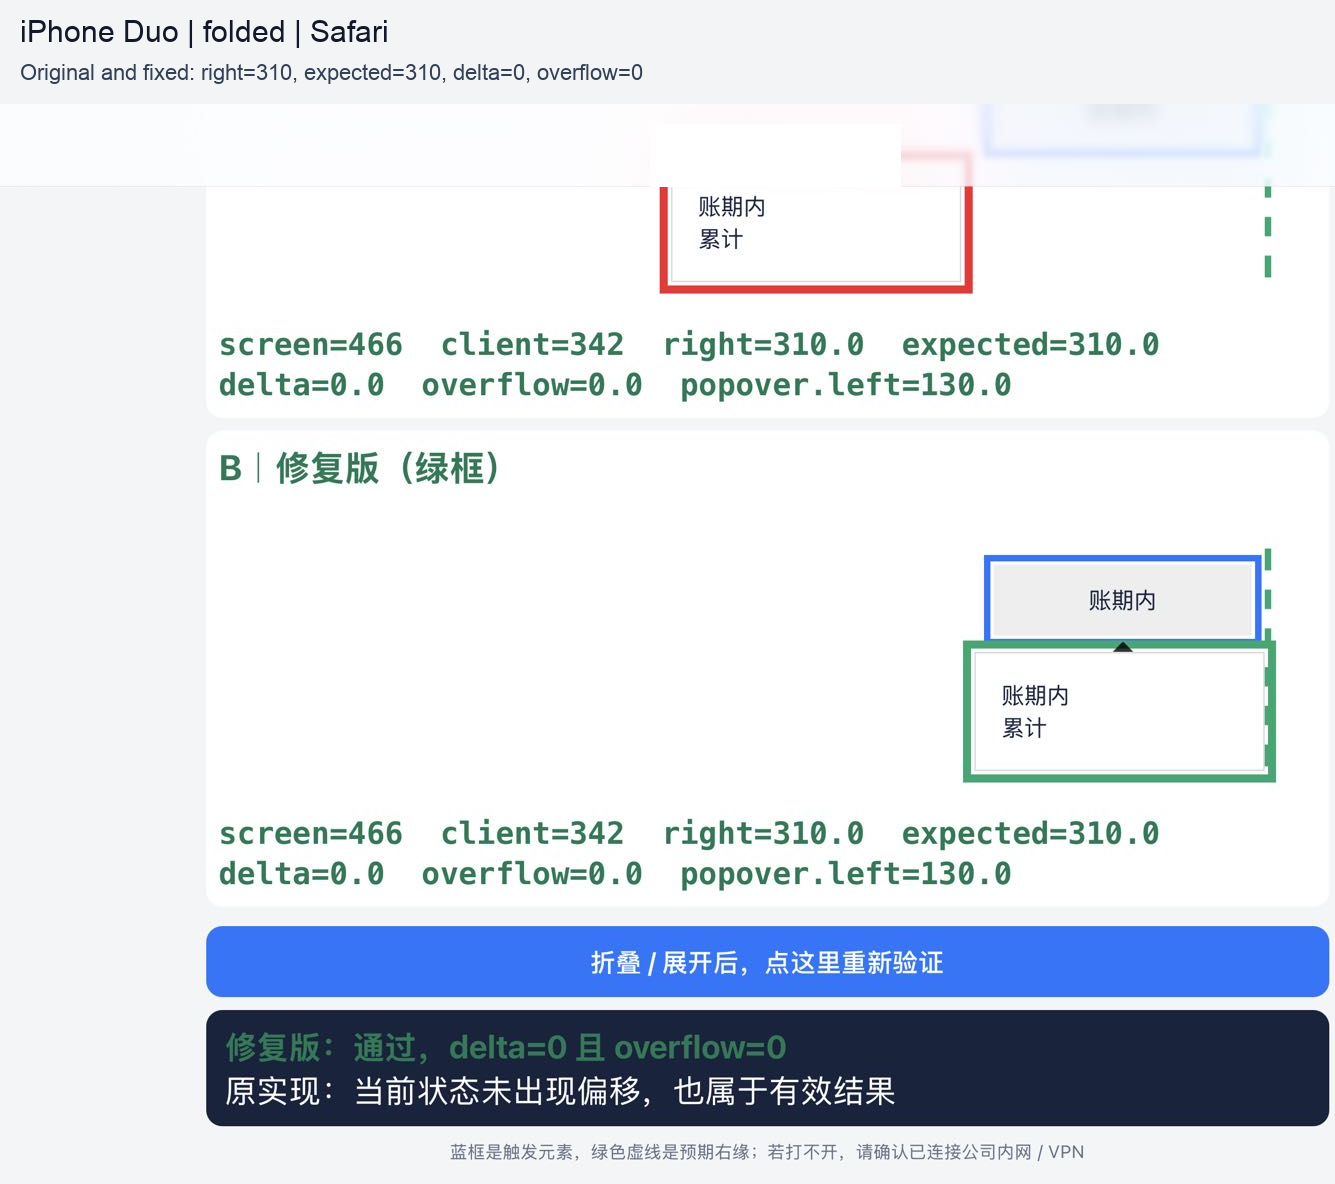 iPhone Duo | folded | Safari
Original and fixed: right=310, expected=310, delta=0, overflow=0
账期内
累计
screen=466 client=342 right=310.0 expected=310.0
delta=0.0 overflow=0.0 popover.left=130.0
B｜修复版（绿框）
账期内
账期内
累计
screen=466 client=342 right=310.0 expected=310.0
delta=0.0 overflow=0.0 popover.left=130.0
折叠 / 展开后，点这里重新验证
修复版：通过，delta=0 且 overflow=0
原实现：当前状态未出现偏移，也属于有效结果
蓝框是触发元素，绿色虚线是预期右缘；若打不开，请确认已连接公司内网 / VPN